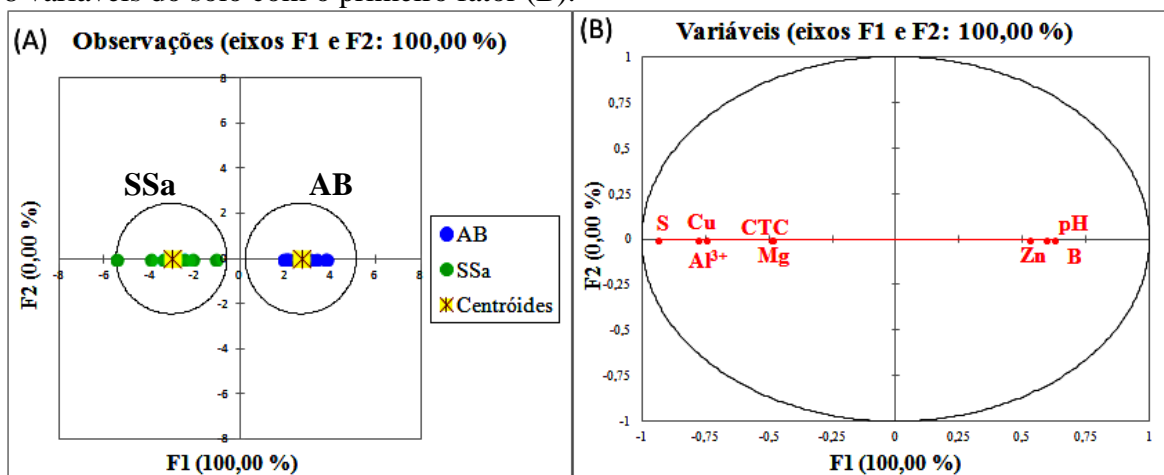 o variáveis do solo com o primeiro fator (B).
(A) Observações (eixos F1 e F2: 100,00 %)
8
6
4
2
0
-2
-4
-6
-8
-8 -6 -4 -2 0 2 4 6 8
SSa AB
F2 (0,00 %)
F1 (100,00 %)
AB
SSa
Centróides
(B) Variáveis (eixos F1 e F2: 100,00 %)
1
0,75
0,5
0,25
0
-0,25
-0,5
-0,75
-1
-1 -0,75 -0,5 -0,25 0 0,25 0,5 0,75 1
S Cu CTC pH
Al³⁺ Mg Zn B
F2 (0,00 %)
F1 (100,00 %)